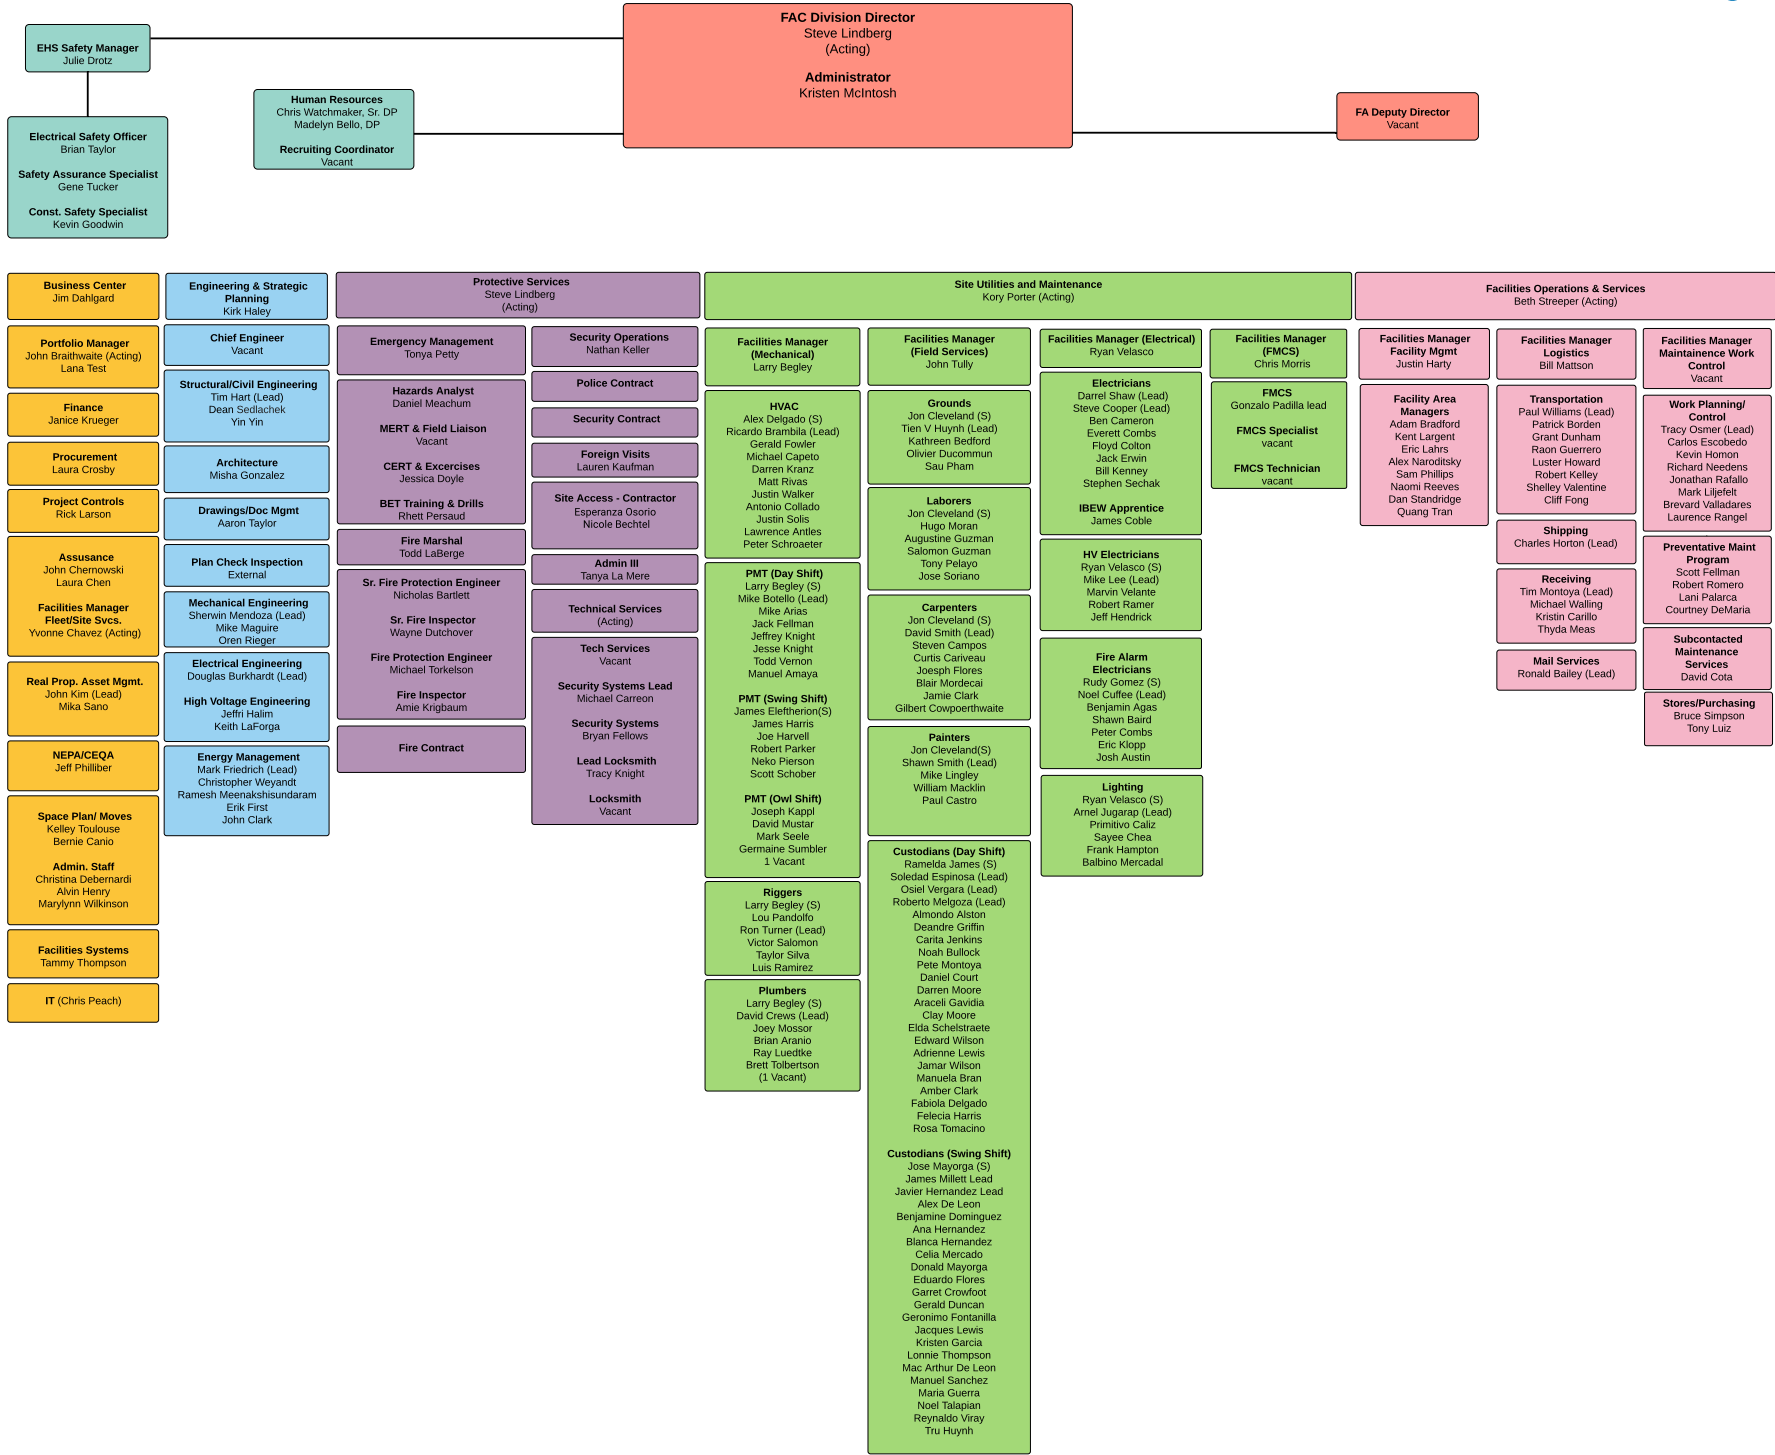 FAC Division Director
Steve Lindberg
(Acting)
Administrator
Kristen McIntosh
EHS Safety Manager
Julie Drotz
Electrical Safety Officer
Brian Taylor
Safety Assurance Specialist
Gene Tucker
Const. Safety Specialist
Kevin Goodwin
Human Resources
Chris Watchmaker, Sr. DP
Madelyn Bello, DP
Recruiting Coordinator
Vacant
FA Deputy Director
Vacant
Business Center
Jim Dahlgard
Portfolio Manager
John Braithwaite (Acting)
Lana Test
Finance
Janice Krueger
Procurement
Laura Crosby
Project Controls
Rick Larson
Assusance
John Chernowski
Laura Chen
Facilities Manager
Fleet/Site Svcs.
Yvonne Chavez (Acting)
Real Prop. Asset Mgmt.
John Kim (Lead)
Mika Sano
NEPA/CEQA
Jeff Philliber
Space Plan/ Moves
Kelley Toulouse
Bernie Canio
Admin. Staff
Christina Debernardi
Alvin Henry
Marylynn Wilkinson
Facilities Systems
Tammy Thompson
IT (Chris Peach)
Engineering & Strategic
Planning
Kirk Haley
Chief Engineer
Vacant
Structural/Civil Engineering
Tim Hart (Lead)
Dean Sedlachek
Yin Yin
Architecture
Misha Gonzalez
Drawings/Doc Mgmt
Aaron Taylor
Plan Check Inspection
External
Mechanical Engineering
Sherwin Mendoza (Lead)
Mike Maguire
Oren Rieger
Electrical Engineering
Douglas Burkhardt (Lead)
High Voltage Engineering
Jeffri Halim
Keith LaForga
Energy Management
Mark Friedrich (Lead)
Christopher Weyandt
Ramesh Meenakshisundaram
Erik First
John Clark
Protective Services
Steve Lindberg
(Acting)
Emergency Management
Tonya Petty
Hazards Analyst
Daniel Meachum
MERT & Field Liaison
Vacant
CERT & Excercises
Jessica Doyle
BET Training & Drills
Rhett Persaud
Fire Marshal
Todd LaBerge
Sr. Fire Protection Engineer
Nicholas Bartlett
Sr. Fire Inspector
Wayne Dutchover
Fire Protection Engineer
Michael Torkelson
Fire Inspector
Amie Krigbaum
Fire Contract
Security Operations
Nathan Keller
Police Contract
Security Contract
Foreign Visits
Lauren Kaufman
Site Access - Contractor
Esperanza Osorio
Nicole Bechtel
Admin III
Tanya La Mere
Technical Services
(Acting)
Tech Services
Vacant
Security Systems Lead
Michael Carreon
Security Systems
Bryan Fellows
Lead Locksmith
Tracy Knight
Locksmith
Vacant
Site Utilities and Maintenance
Kory Porter (Acting)
Facilities Manager
(Mechanical)
Larry Begley
HVAC
Alex Delgado (S)
Ricardo Brambila (Lead)
Gerald Fowler
Michael Capeto
Darren Kranz
Matt Rivas
Justin Walker
Antonio Collado
Justin Solis
Lawrence Antles
Peter Schroaeter
PMT (Day Shift)
Larry Begley (S)
Mike Botello (Lead)
Mike Arias
Jack Fellman
Jeffrey Knight
Jesse Knight
Todd Vernon
Manuel Amaya
PMT (Swing Shift)
James Eleftherion(S)
James Harris
Joe Harvell
Robert Parker
Neko Pierson
Scott Schober
PMT (Owl Shift)
Joseph Kappl
David Mustar
Mark Seele
Germaine Sumbler
1 Vacant
Riggers
Larry Begley (S)
Lou Pandolfo
Ron Turner (Lead)
Victor Salomon
Taylor Silva
Luis Ramirez
Plumbers
Larry Begley (S)
David Crews (Lead)
Joey Mossor
Brian Aranio
Ray Luedtke
Brett Tolbertson
(1 Vacant)
Facilities Manager
(Field Services)
John Tully
Grounds
Jon Cleveland (S)
Tien V Huynh (Lead)
Kathreen Bedford
Olivier Ducommun
Sau Pham
Laborers
Jon Cleveland (S)
Hugo Moran
Augustine Guzman
Salomon Guzman
Tony Pelayo
Jose Soriano
Carpenters
Jon Cleveland (S)
David Smith (Lead)
Steven Campos
Curtis Cariveau
Joesph Flores
Blair Mordecai
Jamie Clark
Gilbert Cowpoerthwaite
Painters
Jon Cleveland(S)
Shawn Smith (Lead)
Mike Lingley
William Macklin
Paul Castro
Custodians (Day Shift)
Ramelda James (S)
Soledad Espinosa (Lead)
Osiel Vergara (Lead)
Roberto Melgoza (Lead)
Almondo Alston
Deandre Griffin
Carita Jenkins
Noah Bullock
Pete Montoya
Daniel Court
Darren Moore
Araceli Gavidia
Clay Moore
Elda Schelstraete
Edward Wilson
Adrienne Lewis
Jamar Wilson
Manuela Bran
Amber Clark
Fabiola Delgado
Felecia Harris
Rosa Tomacino
Custodians (Swing Shift)
Jose Mayorga (S)
James Millett Lead
Javier Hernandez Lead
Alex De Leon
Benjamine Dominguez
Ana Hernandez
Blanca Hernandez
Celia Mercado
Donald Mayorga
Eduardo Flores
Garret Crowfoot
Gerald Duncan
Geronimo Fontanilla
Jacques Lewis
Kristen Garcia
Lonnie Thompson
Mac Arthur De Leon
Manuel Sanchez
Maria Guerra
Noel Talapian
Reynaldo Viray
Tru Huynh
Facilities Manager (Electrical)
Ryan Velasco
Electricians
Darrel Shaw (Lead)
Steve Cooper (Lead)
Ben Cameron
Everett Combs
Floyd Colton
Jack Erwin
Bill Kenney
Stephen Sechak
IBEW Apprentice
James Coble
HV Electricians
Ryan Velasco (S)
Mike Lee (Lead)
Marvin Velante
Robert Ramer
Jeff Hendrick
Fire Alarm
Electricians
Rudy Gomez (S)
Noel Cuffee (Lead)
Benjamin Agas
Shawn Baird
Peter Combs
Eric Klopp
Josh Austin
Lighting
Ryan Velasco (S)
Arnel Jugarap (Lead)
Primitivo Caliz
Sayee Chea
Frank Hampton
Balbino Mercadal
Facilities Manager
(FMCS)
Chris Morris
FMCS
Gonzalo Padilla lead
FMCS Specialist
vacant
FMCS Technician
vacant
Facilities Operations & Services
Beth Streeper (Acting)
Facilities Manager
Facility Mgmt
Justin Harty
Facility Area
Managers
Adam Bradford
Kent Largent
Eric Lahrs
Alex Naroditsky
Sam Phillips
Naomi Reeves
Dan Standridge
Quang Tran
Facilities Manager
Logistics
Bill Mattson
Transportation
Paul Williams (Lead)
Patrick Borden
Grant Dunham
Raon Guerrero
Luster Howard
Robert Kelley
Shelley Valentine
Cliff Fong
Shipping
Charles Horton (Lead)
Receiving
Tim Montoya (Lead)
Michael Walling
Kristin Carillo
Thyda Meas
Mail Services
Ronald Bailey (Lead)
Facilities Manager
Maintainence Work
Control
Vacant
Work Planning/
Control
Tracy Osmer (Lead)
Carlos Escobedo
Kevin Homon
Richard Needens
Jonathan Rafallo
Mark Liljefelt
Brevard Valladares
Laurence Rangel
Preventative Maint
Program
Scott Fellman
Robert Romero
Lani Palarca
Courtney DeMaria
Subcontacted
Maintenance
Services
David Cota
Stores/Purchasing
Bruce Simpson
Tony Luiz